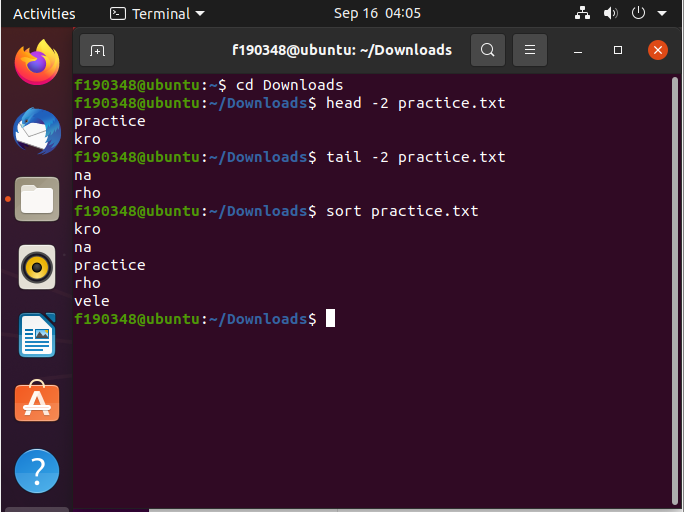 Activities Terminal Sep 16 04:05
f190348@ubuntu: ~/Downloads
f190348@ubuntu:~$ cd Downloads
f190348@ubuntu:~/Downloads$ head -2 practice.txt
practice
kro
f190348@ubuntu:~/Downloads$ tail -2 practice.txt
na
rho
f190348@ubuntu:~/Downloads$ sort practice.txt
kro
na
practice
rho
vele
f190348@ubuntu:~/Downloads$